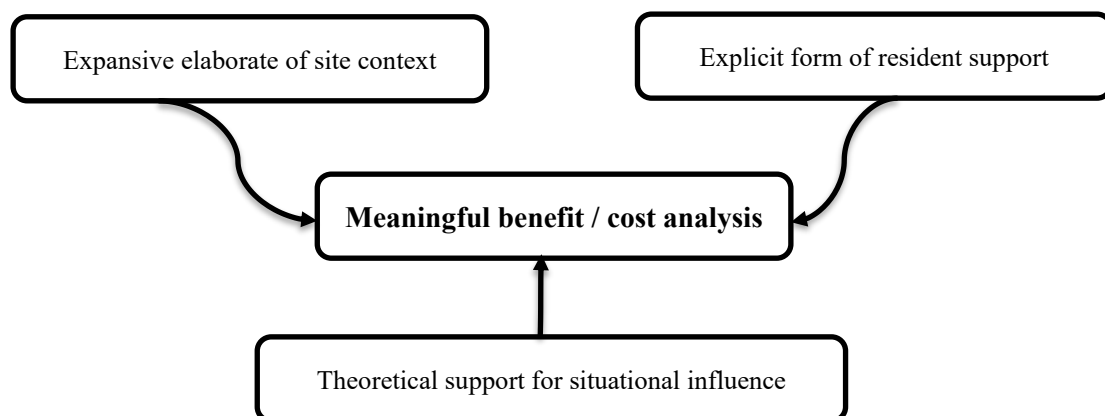 Expansive elaborate of site context
Explicit form of resident support
Meaningful benefit / cost analysis
Theoretical support for situational influence